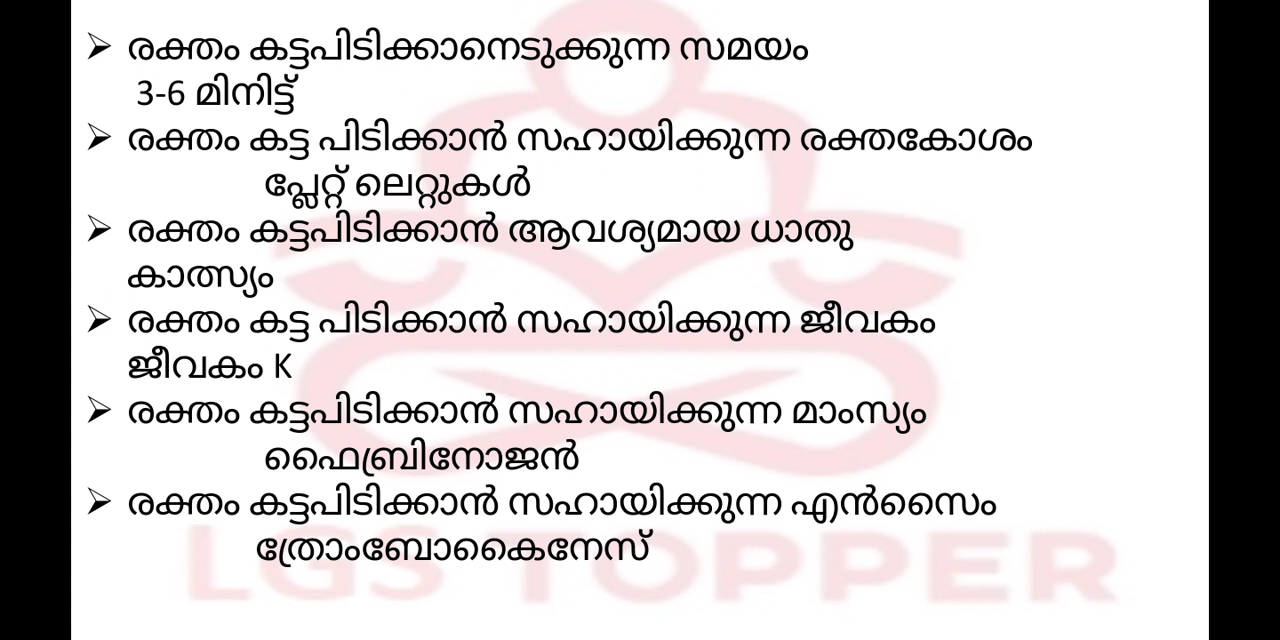 ➢ രക്തം കട്ടപിടിക്കാനെടുക്കുന്ന സമയം
3-6 മിനിട്ട്
➢ രക്തം കട്ട പിടിക്കാൻ സഹായിക്കുന്ന രക്തകോശം
പ്ലേറ്റ് ലെറ്റുകൾ
➢ രക്തം കട്ടപിടിക്കാൻ ആവശ്യമായ ധാതു
കാത്സ്യം
➢ രക്തം കട്ട പിടിക്കാൻ സഹായിക്കുന്ന ജീവകം
ജീവകം K
➢ രക്തം കട്ടപിടിക്കാൻ സഹായിക്കുന്ന മാംസ്യം
ഫൈബ്രിനോജൻ
➢ രക്തം കട്ടപിടിക്കാൻ സഹായിക്കുന്ന എൻസൈം
ത്രോംബോകൈനേസ്
LGS TOPPER